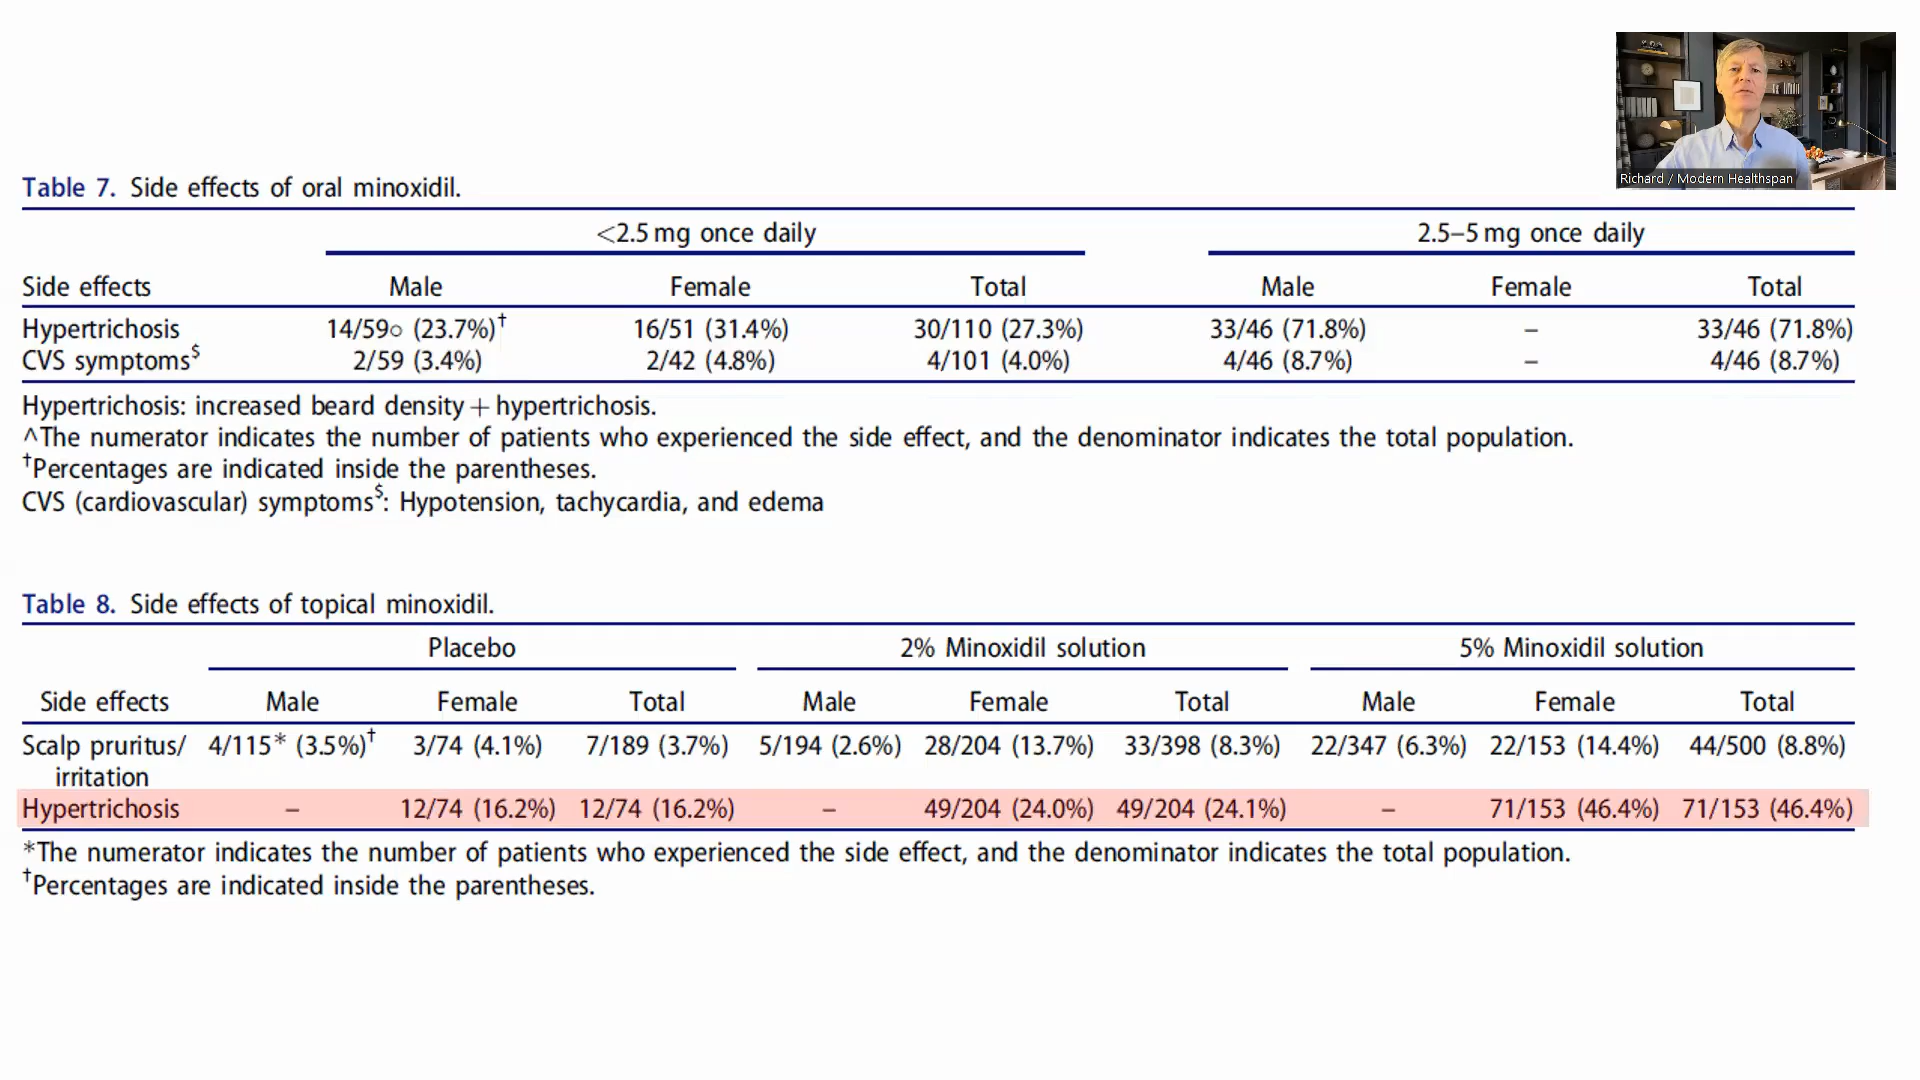 Richard / Modern Healthspan
Table 7. Side effects of oral minoxidil.
<2.5 mg once daily 2.5–5 mg once daily
Side effects Male Female Total Male Female Total
Hypertrichosis 14/59○ (23.7%)† 16/51 (31.4%) 30/110 (27.3%) 33/46 (71.8%) – 33/46 (71.8%)
CVS symptoms$ 2/59 (3.4%) 2/42 (4.8%) 4/101 (4.0%) 4/46 (8.7%) – 4/46 (8.7%)
Hypertrichosis: increased beard density + hypertrichosis.
^The numerator indicates the number of patients who experienced the side effect, and the denominator indicates the total population.
†Percentages are indicated inside the parentheses.
CVS (cardiovascular) symptoms$: Hypotension, tachycardia, and edema
Table 8. Side effects of topical minoxidil.
Placebo 2% Minoxidil solution 5% Minoxidil solution
Side effects Male Female Total Male Female Total Male Female Total
Scalp pruritus/ 4/115* (3.5%)† 3/74 (4.1%) 7/189 (3.7%) 5/194 (2.6%) 28/204 (13.7%) 33/398 (8.3%) 22/347 (6.3%) 22/153 (14.4%) 44/500 (8.8%)
irritation
Hypertrichosis – 12/74 (16.2%) 12/74 (16.2%) – 49/204 (24.0%) 49/204 (24.1%) – 71/153 (46.4%) 71/153 (46.4%)
*The numerator indicates the number of patients who experienced the side effect, and the denominator indicates the total population.
†Percentages are indicated inside the parentheses.